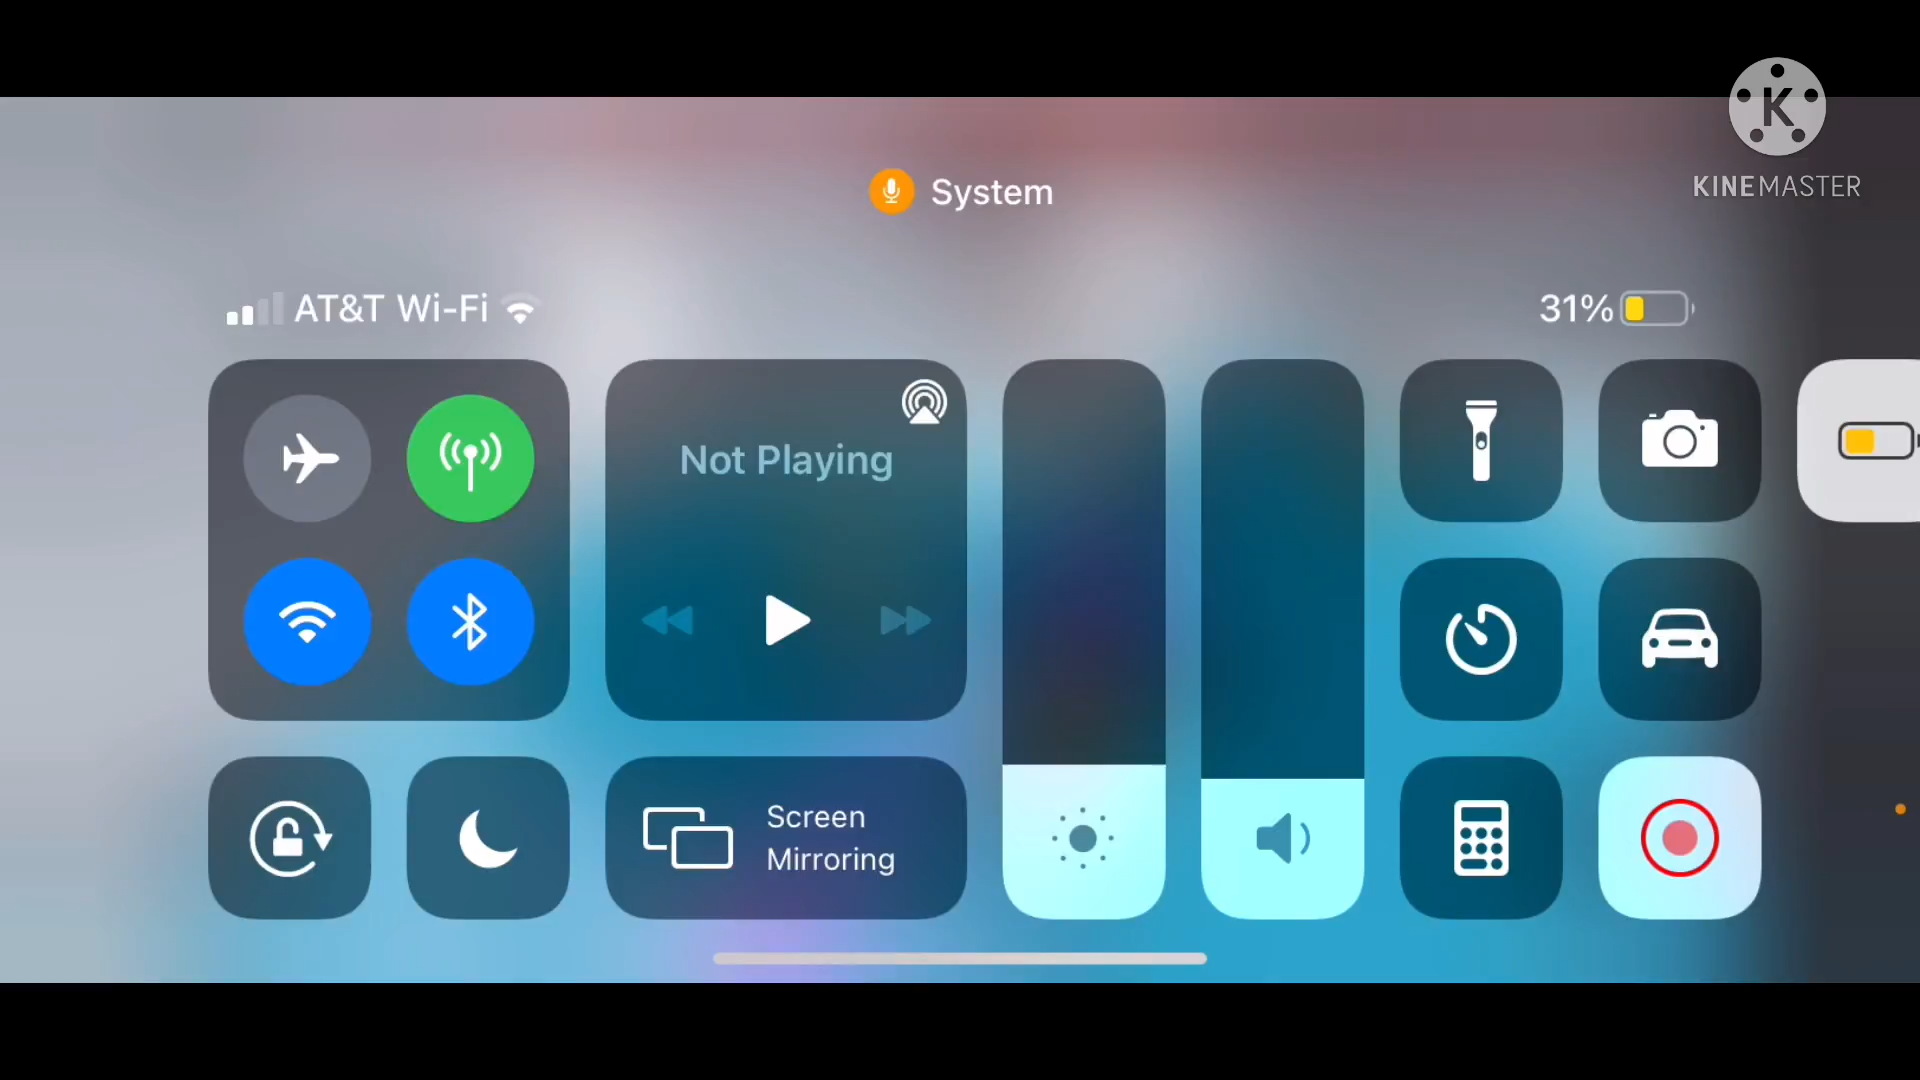 K
KINEMASTER
System
AT&T Wi-Fi
31%
Not Playing
Screen
Mirroring